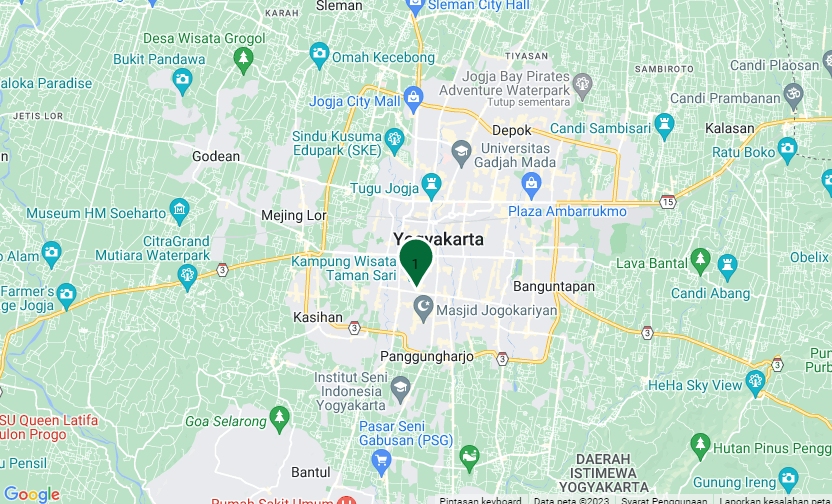 KARAH
Sleman
Sleman City Hall
Desa Wisata Grogol
Bukit Pandawa
Omah Kecebong
TIYASAN
SAMBIROTO
Candi Plaosan
aloka Paradise
Jogja Bay Pirates
Adventure Waterpark
Tutup sementara
Candi Prambanan
Jogja City Mall
JETIS LOR
Sindu Kusuma
Edupark (SKE)
Depok
Candi Sambisari
Kalasan
Universitas
Gadjah Mada
Ratu Boko
Godean
Tugu Jogja
Plaza Ambarrukmo
15
Museum HM Soeharto
Mejing Lor
Yogyakarta
CitraGrand
Mutiara Waterpark
o Alam
Kampung Wisata
Taman Sari
1
3
Lava Bantal
Obelix
Farmer's
ge Jogja
Banguntapan
Candi Abang
Masjid Jogokariyan
Kasihan
3
3
Panggungharjo
3
3
Pun
Purb
Institut Seni
Indonesia
Yogyakarta
HeHa Sky View
SU Queen Latifa
ulon Progo
Goa Selarong
Pasar Seni
Gabusan (PSG)
Hutan Pinus Pengg
u Pensil
Bantul
DAERAH
ISTIMEWA
YOGYAKARTA
Gunung Ireng
Google
Rumah Sakit Umum
Pintasan keyboard
Data peta ©2023
Syarat Penggunaan
Laporkan kesalahan peta